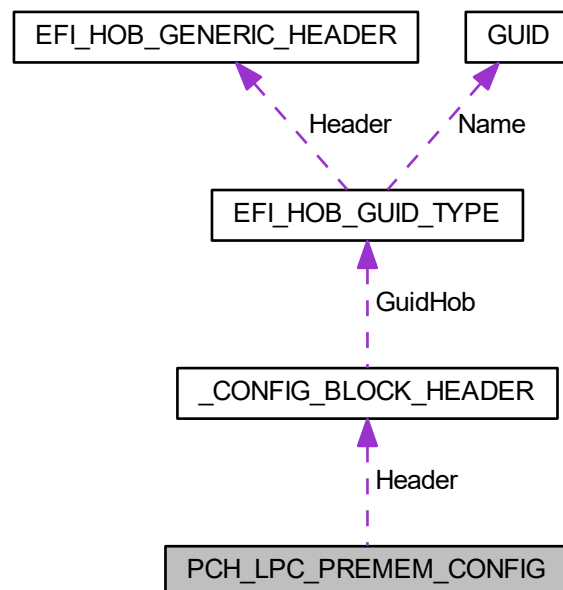 EFI_HOB_GENERIC_HEADER
GUID
Header
Name
EFI_HOB_GUID_TYPE
GuidHob
_CONFIG_BLOCK_HEADER
Header
PCH_LPC_PREMEM_CONFIG